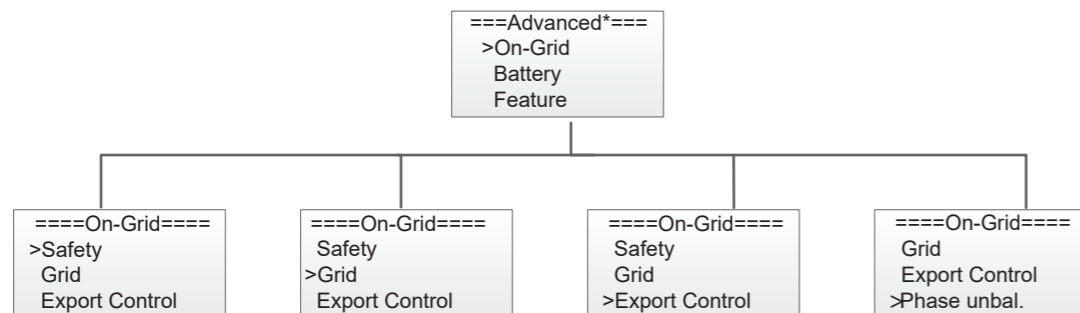 ===Advanced*===
>On-Grid
Battery
Feature
====On-Grid====
>Safety
Grid
Export Control
====On-Grid====
Safety
>Grid
Export Control
====On-Grid====
Safety
Grid
>Export Control
====On-Grid====
Grid
Export Control
>Phase unbal.